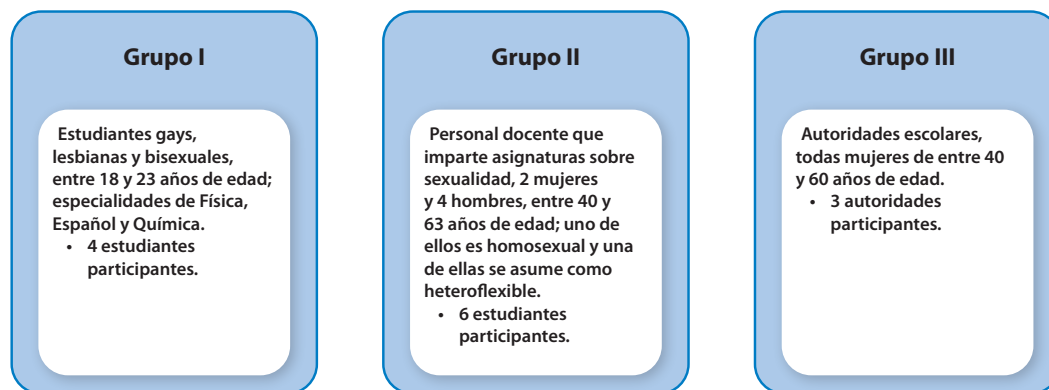 Grupo I
Estudiantes gays,
lesbianas y bisexuales,
entre 18 y 23 años de edad;
especialidades de Física,
Español y Química.
• 4 estudiantes
participantes.
Grupo II
Personal docente que
imparte asignaturas sobre
sexualidad, 2 mujeres
y 4 hombres, entre 40 y
63 años de edad; uno de
ellos es homosexual y una
de ellas se asume como
heteroflexible.
• 6 estudiantes
participantes.
Grupo III
Autoridades escolares,
todas mujeres de entre 40
y 60 años de edad.
• 3 autoridades
participantes.